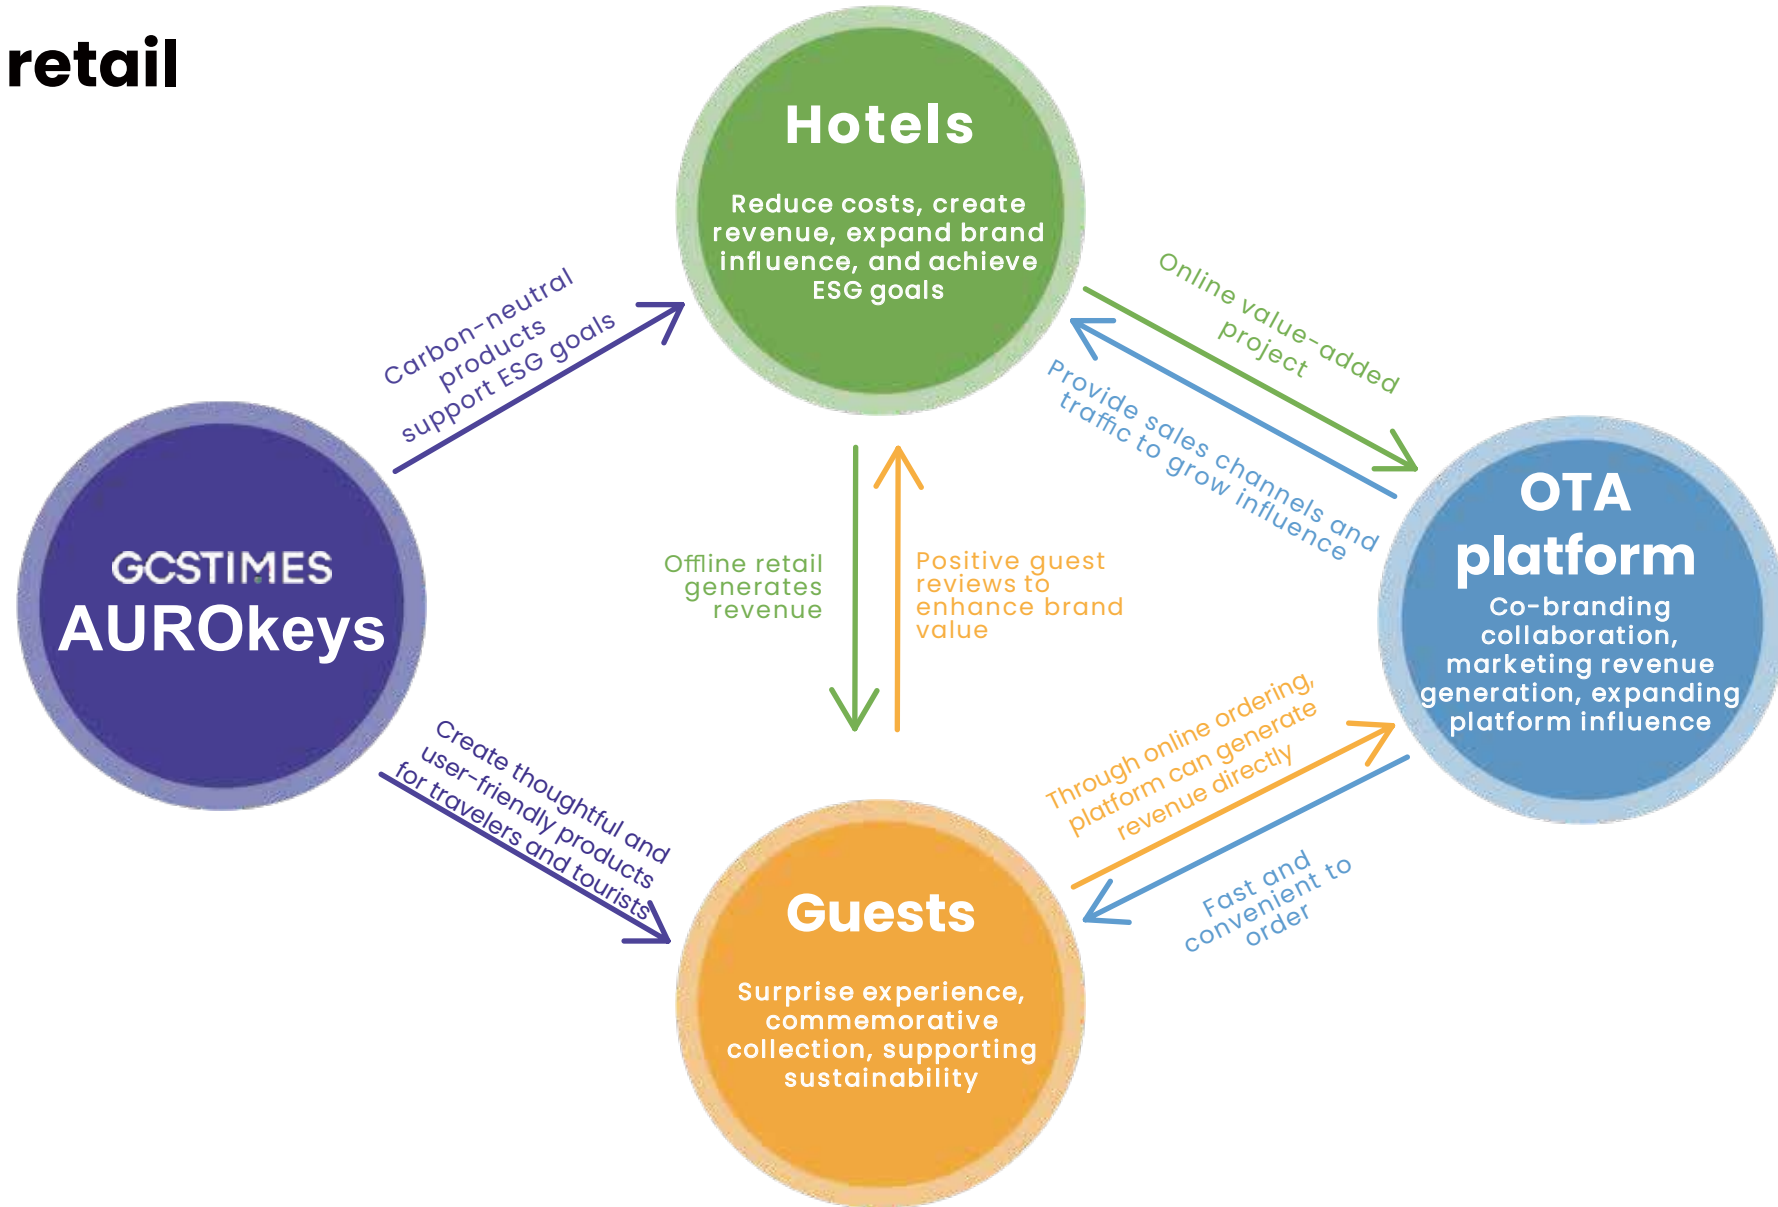 retail
Hotels
Reduce costs, create
revenue, expand brand
influence, and achieve
ESG goals
Carbon-neutral
products
support ESG goals
Online value-added
project
Provide sales channels and
traffic to grow influence
GCSTIMES
AUROkeys
Offline retail
generates
revenue
Positive guest
reviews to
enhance brand
value
OTA
platform
Co-branding
collaboration,
marketing revenue
generation, expanding
platform influence
Create thoughtful and
user-friendly products
for travelers and tourists
Through online ordering,
platform can generate
revenue directly
Fast and
convenient to
order
Guests
Surprise experience,
commemorative
collection, supporting
sustainability